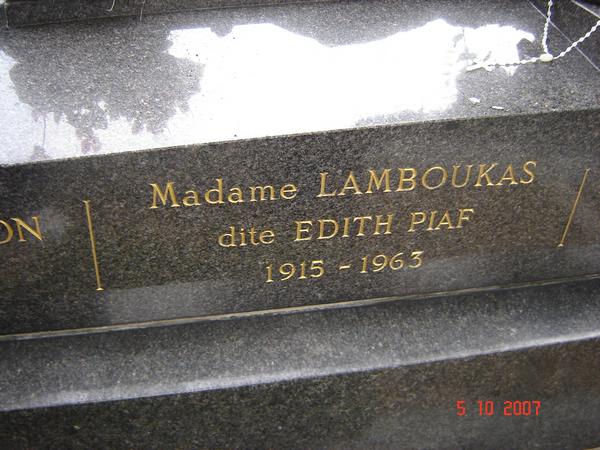 ON
Madame LAMBOUKAS
dite EDITH PIAF
1915 - 1963
5 10 2007